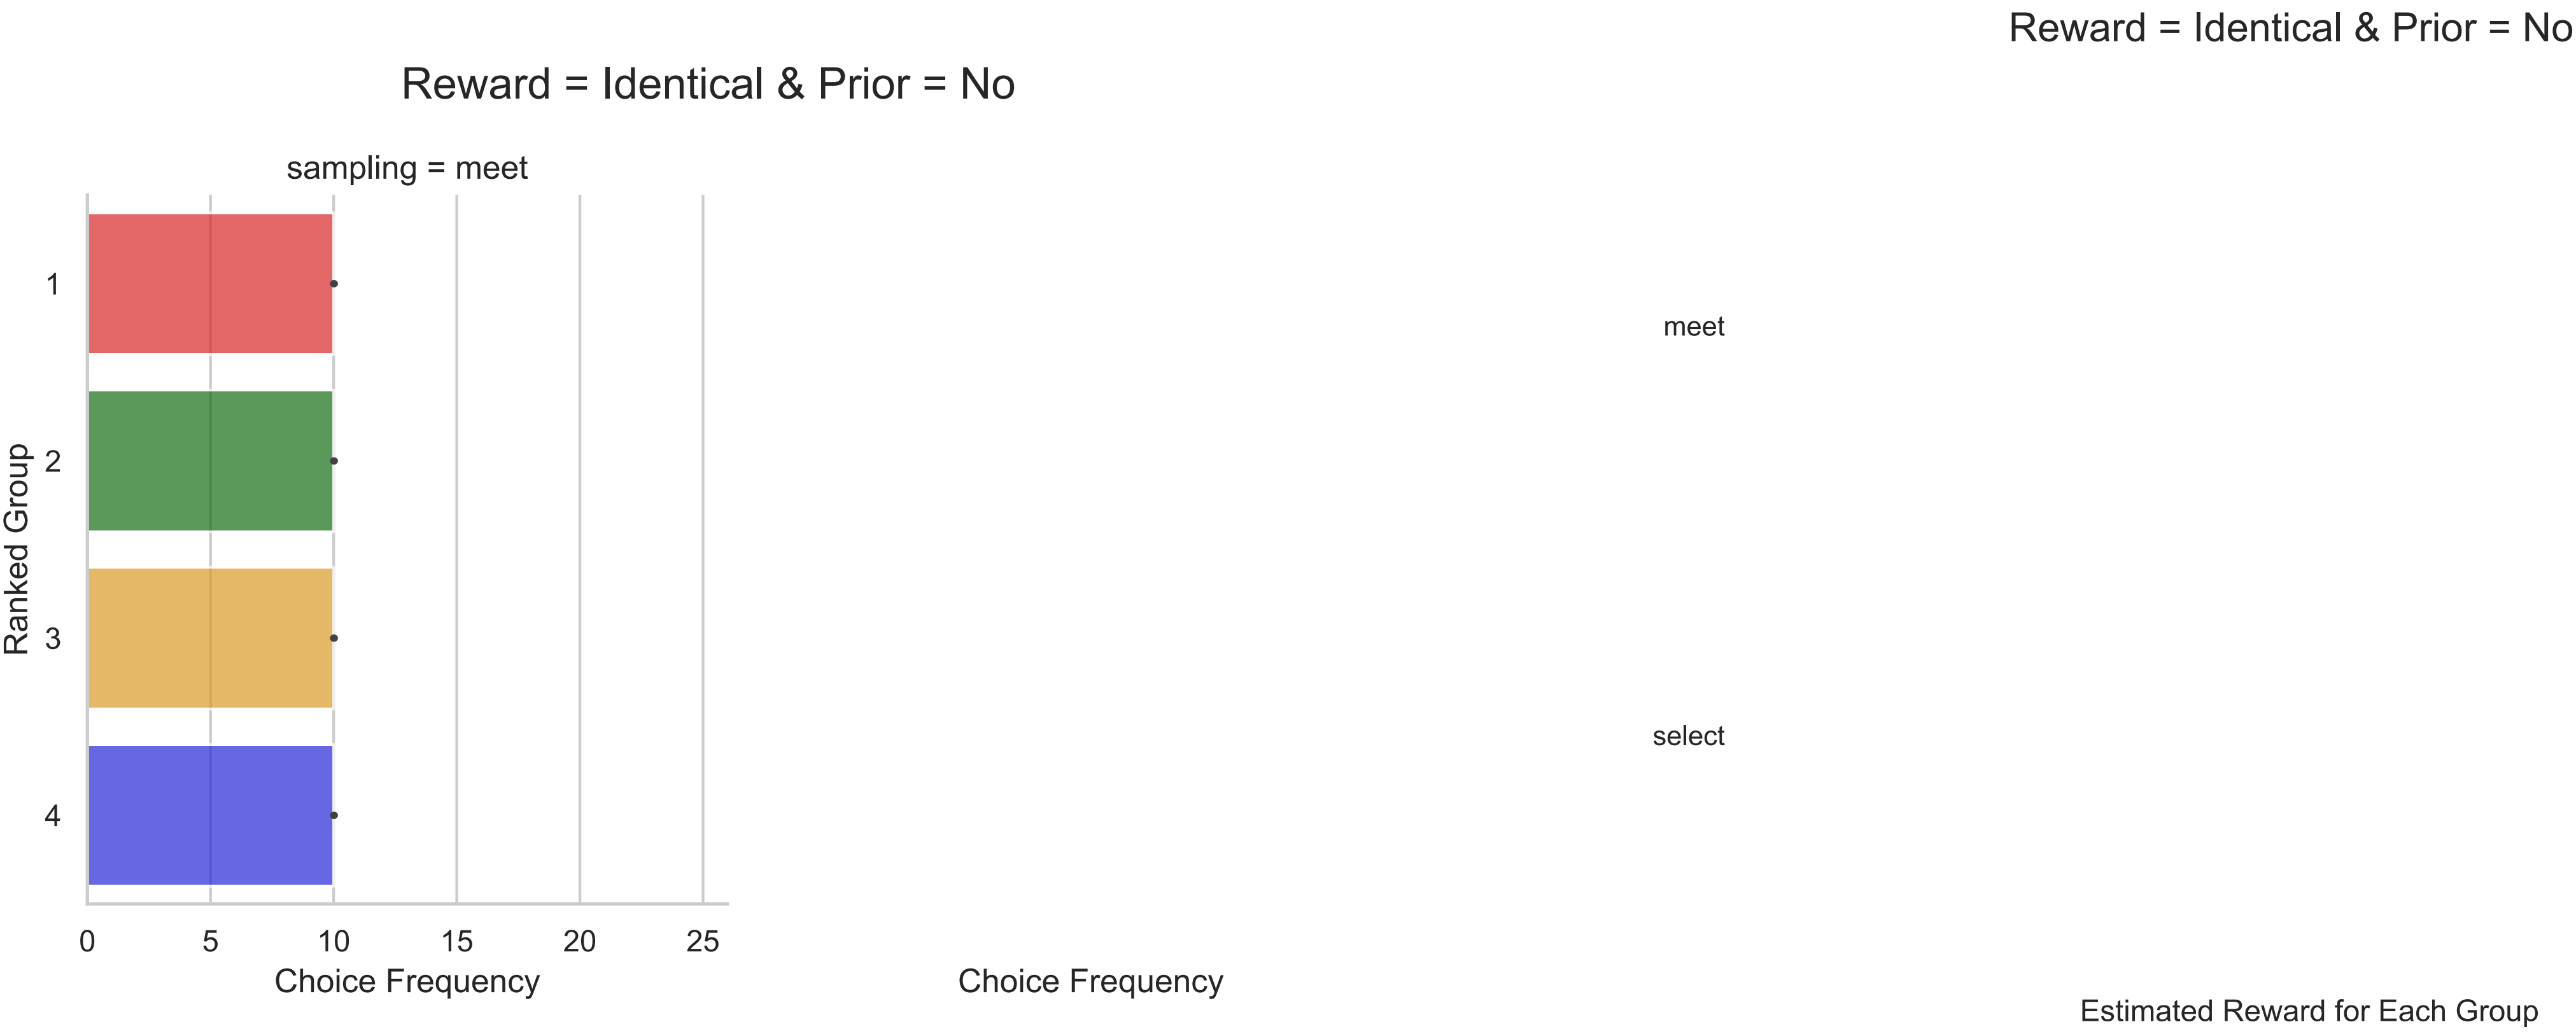 Reward = Identical & Prior = No
Reward = Identical & Prior = No
sampling = meet
Ranked Group
1
2
3
4
0 5 10 15 20 25
Choice Frequency
Choice Frequency
meet
select
Estimated Reward for Each Group